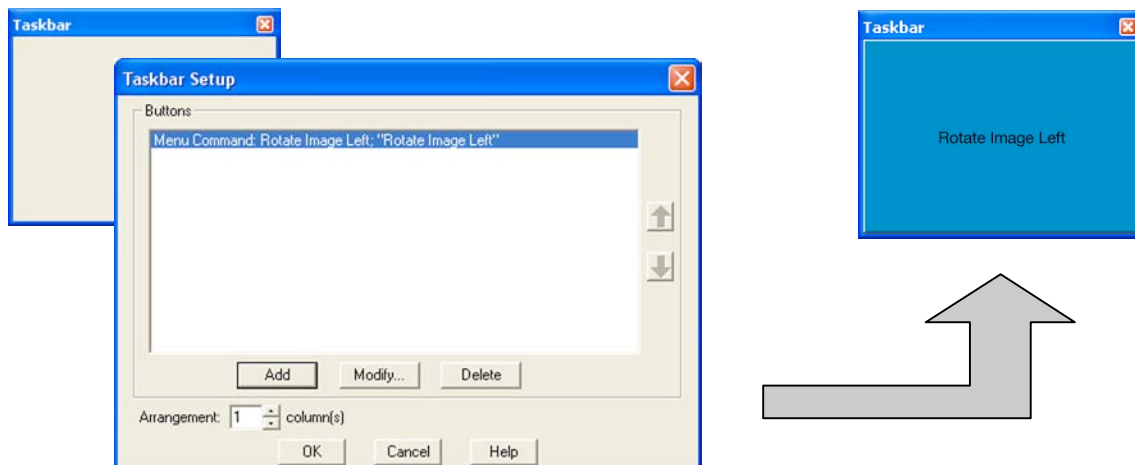 Taskbar
Taskbar Setup
Buttons
Menu Command: Rotate Image Left; "Rotate Image Left"
Add Modify... Delete
Arrangement: 1 column(s)
OK Cancel Help
Taskbar
Rotate Image Left